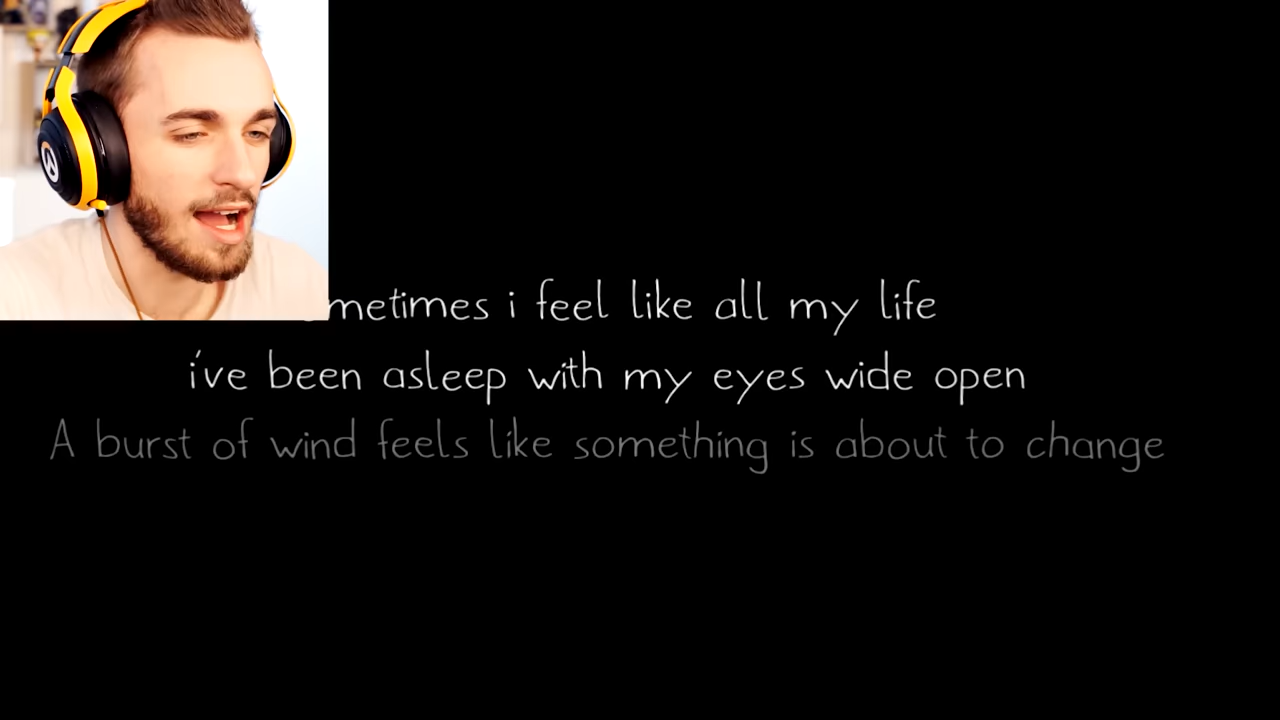 ometimes i feel like all my life
i've been asleep with my eyes wide open
A burst of wind feels like something is about to change